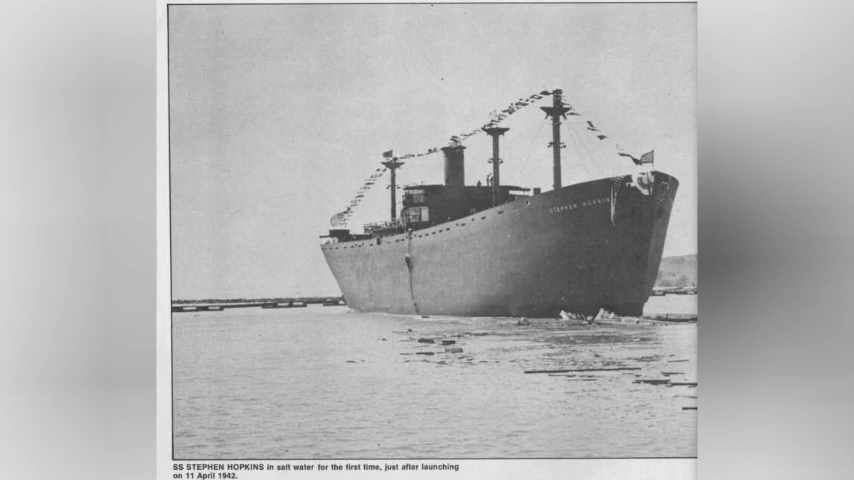 STEPHEN HOPKINS
SS STEPHEN HOPKINS in salt water for the first time, just after launching
on 11 April 1942.